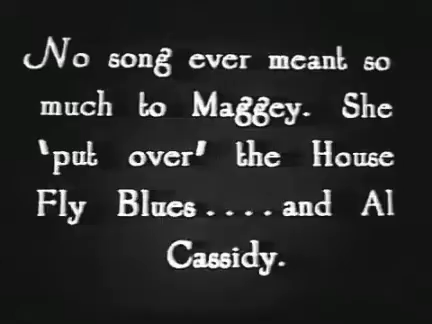 No song ever meant so
much to Maggey. She
'put over' the House
Fly Blues....and Al
Cassidy.